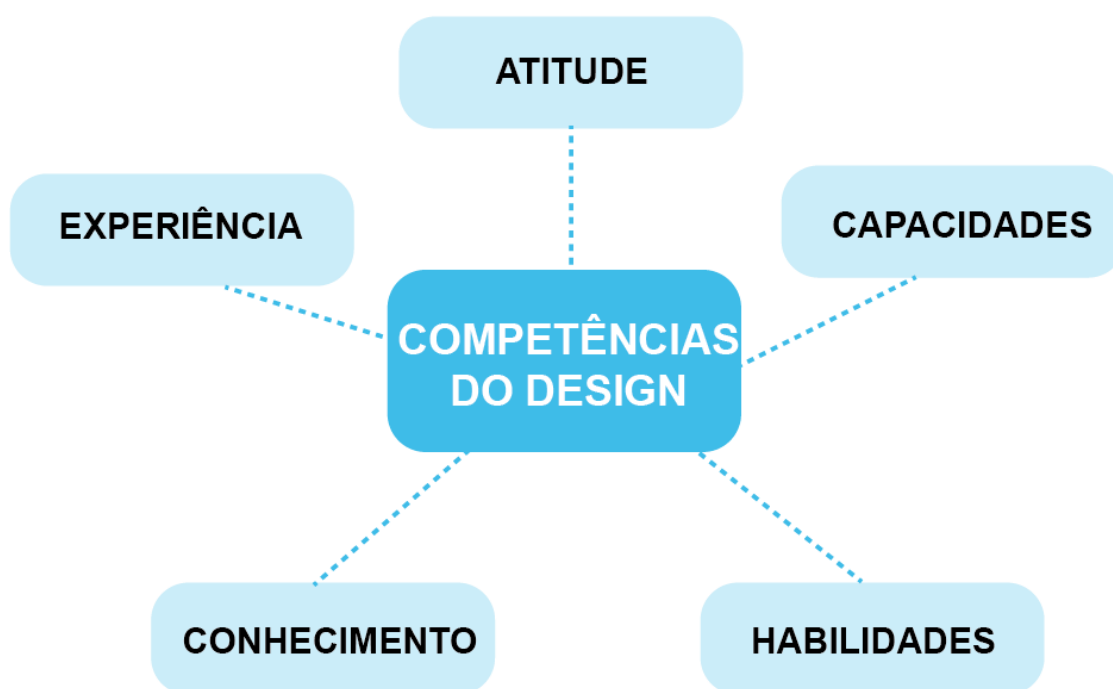 ATITUDE
EXPERIÊNCIA
CAPACIDADES
COMPETÊNCIAS
DO DESIGN
CONHECIMENTO
HABILIDADES